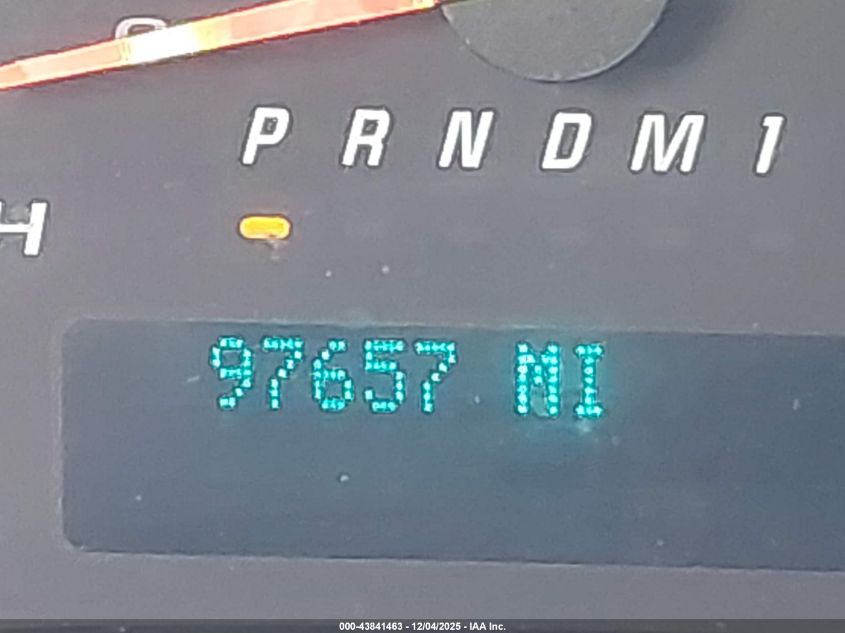 P R N D M 1
H
97657 MI
000-43841463 - 12/04/2025 - IAA Inc.